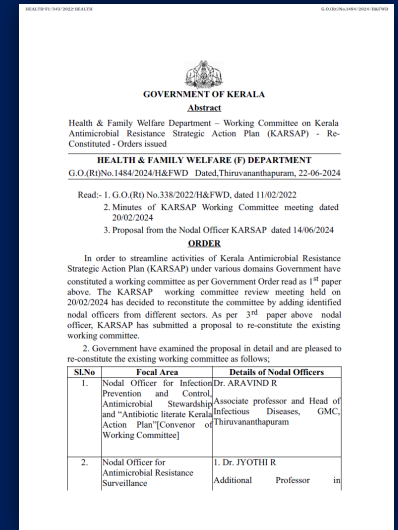 HEALTH-F1/343/2022-HEALTH
G.O.(Rt)No.1484/2024/H&FWD
GOVERNMENT OF KERALA
Abstract
Health & Family Welfare Department – Working Committee on Kerala
Antimicrobial Resistance Strategic Action Plan (KARSAP) - Re-
Constituted - Orders issued
HEALTH & FAMILY WELFARE (F) DEPARTMENT
G.O.(Rt)No.1484/2024/H&FWD Dated,Thiruvananthapuram, 22-06-2024
Read:- 1. G.O.(Rt) No.338/2022/H&FWD, dated 11/02/2022
2. Minutes of KARSAP Working Committee meeting dated
20/02/2024
3. Proposal from the Nodal Officer KARSAP dated 14/06/2024
ORDER
In order to streamline activities of Kerala Antimicrobial Resistance
Strategic Action Plan (KARSAP) under various domains Government have
constituted a working committee as per Government Order read as 1st paper
above. The KARSAP working committee review meeting held on
20/02/2024 has decided to reconstitute the committee by adding identified
nodal officers from different sectors. As per 3rd paper above nodal
officer, KARSAP has submitted a proposal to re-constitute the existing
working committee.
2. Government have examined the proposal in detail and are pleased to
re-constitute the existing working committee as follows;
Sl.No Focal Area Details of Nodal Officers
1. Nodal Officer for Infection
Prevention and Control,
Antimicrobial Stewardship
and “Antibiotic literate Kerala
Action Plan”[Convenor of
Working Committee]
Dr. ARAVIND R
Associate professor and Head of
Infectious Diseases, GMC,
Thiruvananthapuram
2. Nodal Officer for
Antimicrobial Resistance
Surveillance
1. Dr. JYOTHI R
Additional Professor in